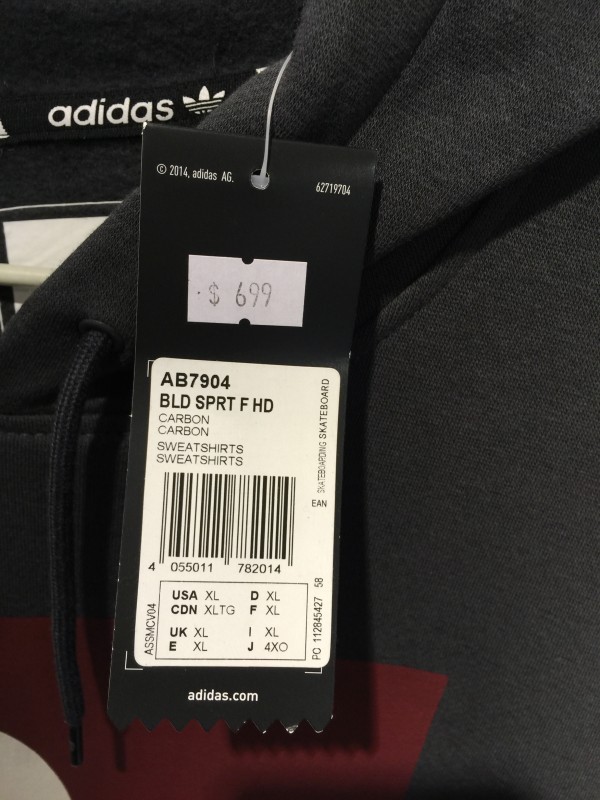 adidas
© 2014, adidas AG.
62719704
$ 699
AB7904
BLD SPRT F HD
CARBON
CARBON
SWEATSHIRTS
SWEATSHIRTS
SKATEBOARDING SKATEBOARD
EAN
4 055011 782014
ASSMCV04
USA XL D XL
CDN XLTG F XL
UK XL I XL
E XL J 4XO
PO 112845427 58
adidas.com